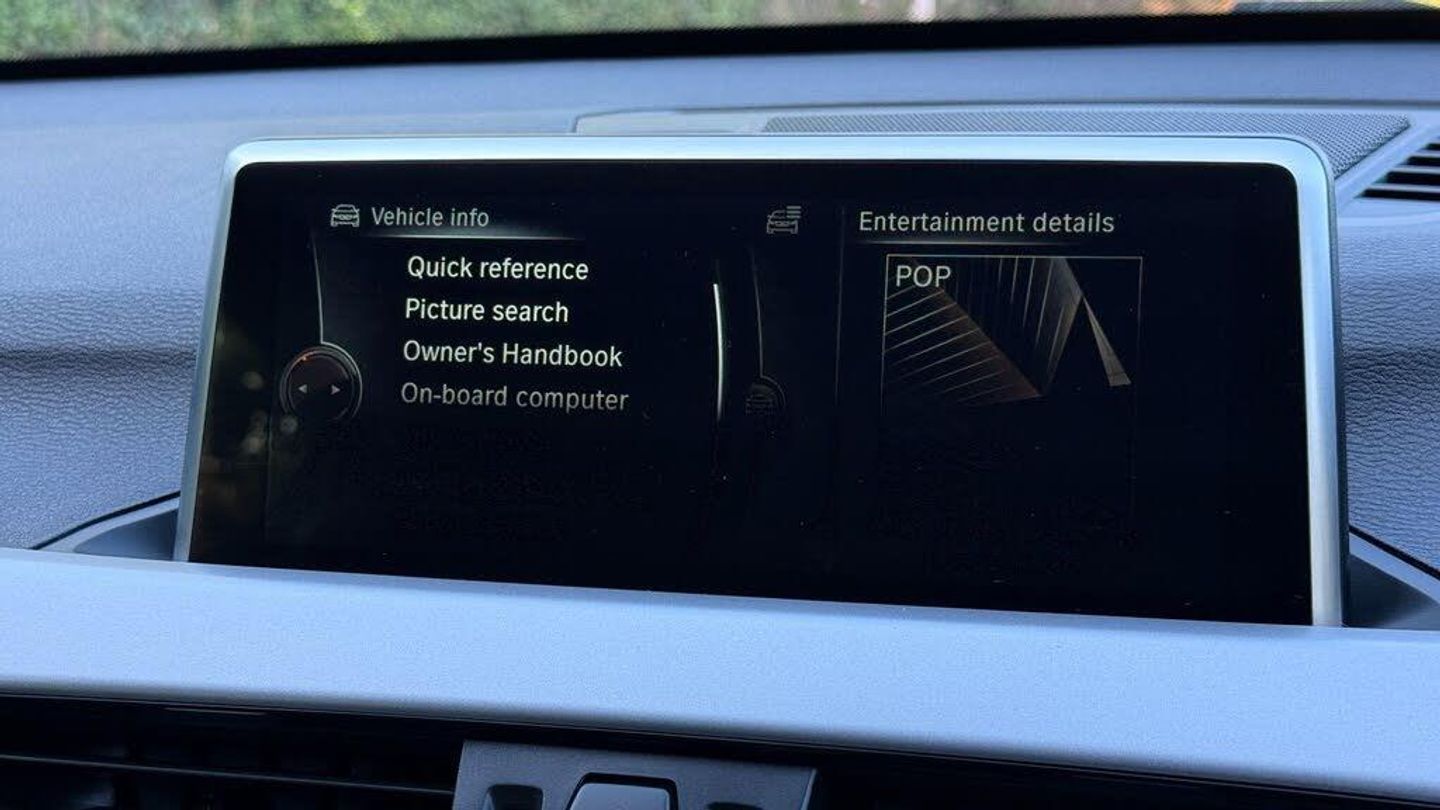 Vehicle info
Quick reference
Picture search
Owner's Handbook
On-board computer
Entertainment details
POP